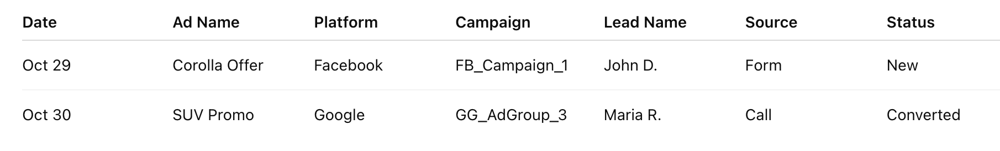 Date Ad Name Platform Campaign Lead Name Source Status
Oct 29 Corolla Offer Facebook FB_Campaign_1 John D. Form New
Oct 30 SUV Promo Google GG_AdGroup_3 Maria R. Call Converted